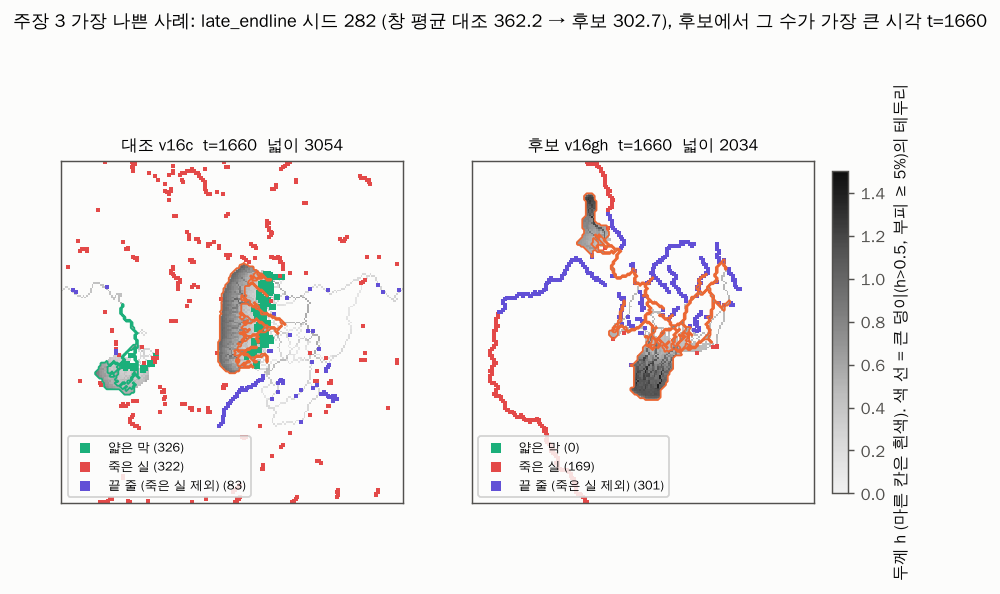 주장 3 가장 나쁜 사례: late_endline 시드 282 (창 평균 대조 362.2 → 후보 302.7), 후보에서 그 수가 가장 큰 시각 t=1660
대조 v16c  t=1660  넓이 3054
얇은 막 (326)
죽은 실 (322)
끝 줄 (죽은 실 제외) (83)
후보 v16gh  t=1660  넓이 2034
얇은 막 (0)
죽은 실 (169)
끝 줄 (죽은 실 제외) (301)
1.4
1.2
1.0
0.8
0.6
0.4
0.2
0.0
두께 h (마른 칸은 흰색). 색 선 = 큰 덩이(h>0.5, 부피 ≥ 5%)의 테두리